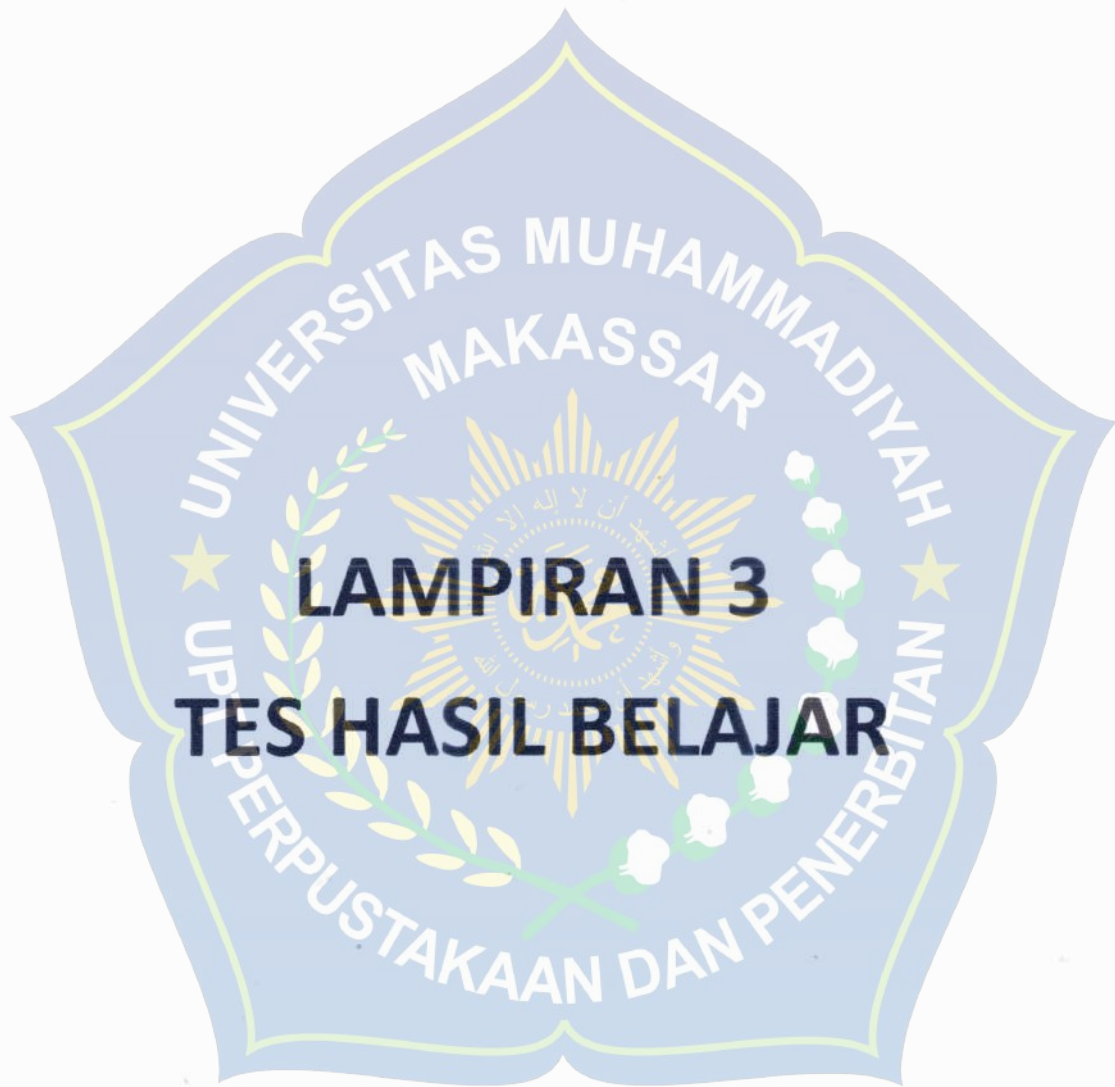 UNIVERSITAS MUHAMMADIYAH
MAKASSAR
LAMPIRAN 3
TES HASIL BELAJAR
UPT PERPUSTAKAAN DAN PENERBITAN